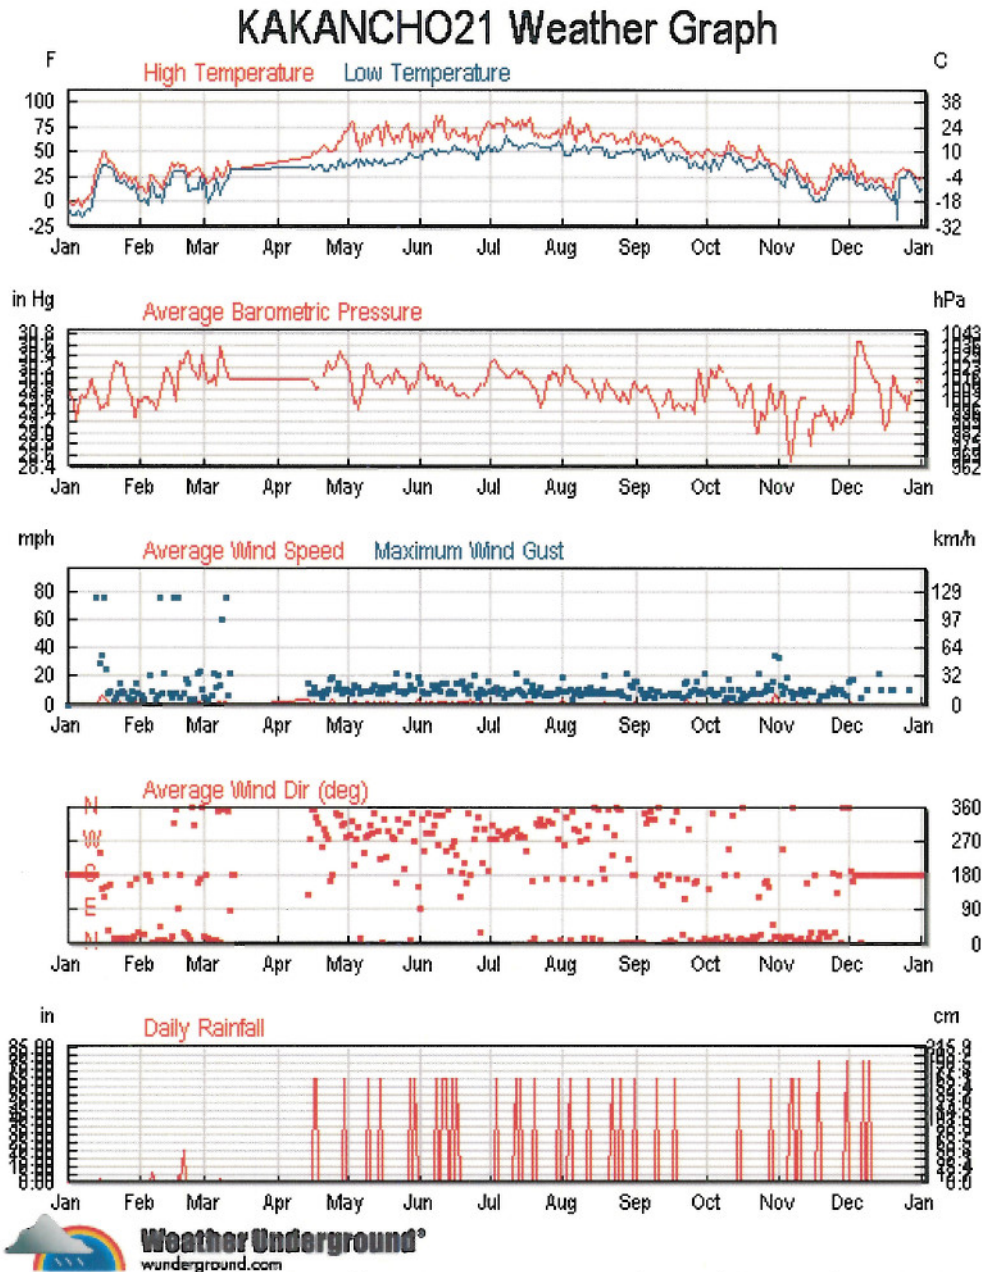 KAKANCHO21 Weather Graph
F C
High Temperature Low Temperature
100 38
75 24
50 10
25 -4
0 -18
-25 -32
Jan Feb Mar Apr May Jun Jul Aug Sep Oct Nov Dec Jan
in Hg hPa
Average Barometric Pressure
30.8 1043
28.4 962
Jan Feb Mar Apr May Jun Jul Aug Sep Oct Nov Dec Jan
mph km/h
Average Wind Speed Maximum Wind Gust
80 129
60 97
40 64
20 32
0 0
Jan Feb Mar Apr May Jun Jul Aug Sep Oct Nov Dec Jan
Average Wind Dir (deg)
N 360
W 270
S 180
E 90
N 0
Jan Feb Mar Apr May Jun Jul Aug Sep Oct Nov Dec Jan
in cm
Daily Rainfall
85.00 215.9
0.00 0.0
Jan Feb Mar Apr May Jun Jul Aug Sep Oct Nov Dec Jan
Weather Underground®
wunderground.com